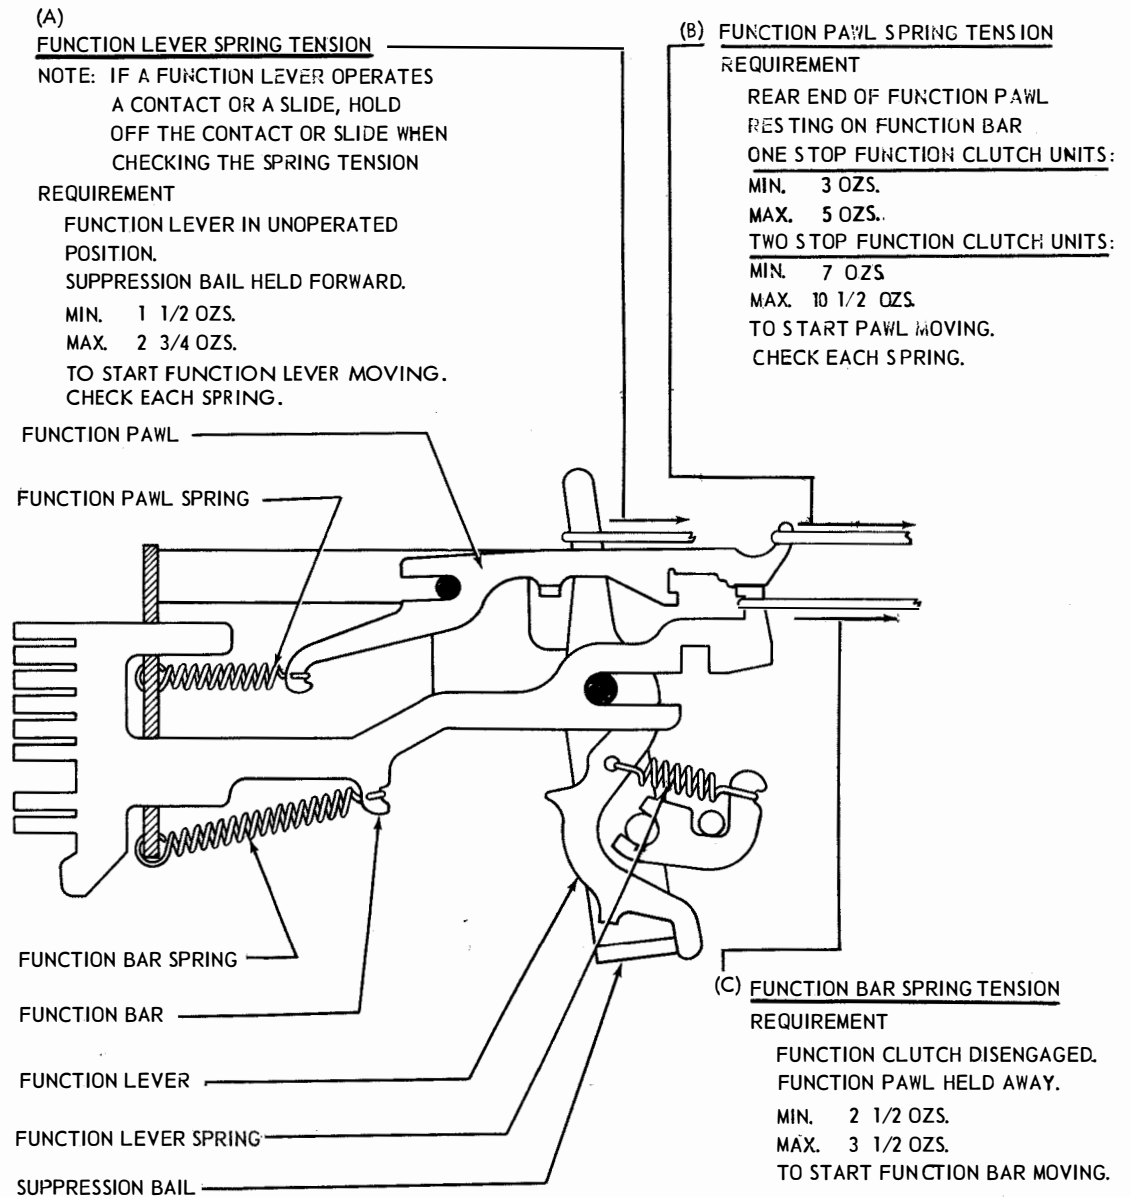 (A)
FUNCTION LEVER SPRING TENSION
NOTE: IF A FUNCTION LEVER OPERATES
A CONTACT OR A SLIDE, HOLD
OFF THE CONTACT OR SLIDE WHEN
CHECKING THE SPRING TENSION
REQUIREMENT
FUNCTION LEVER IN UNOPERATED
POSITION.
SUPPRESSION BAIL HELD FORWARD.
MIN. 1 1/2 OZS.
MAX. 2 3/4 OZS.
TO START FUNCTION LEVER MOVING.
CHECK EACH SPRING.
(B) FUNCTION PAWL SPRING TENSION
REQUIREMENT
REAR END OF FUNCTION PAWL
RESTING ON FUNCTION BAR
ONE STOP FUNCTION CLUTCH UNITS:
MIN. 3 OZS.
MAX. 5 OZS.
TWO STOP FUNCTION CLUTCH UNITS:
MIN. 7 OZS
MAX. 10 1/2 OZS.
TO START PAWL MOVING.
CHECK EACH SPRING.
FUNCTION PAWL
FUNCTION PAWL SPRING
FUNCTION BAR SPRING
FUNCTION BAR
FUNCTION LEVER
FUNCTION LEVER SPRING
SUPPRESSION BAIL
(C) FUNCTION BAR SPRING TENSION
REQUIREMENT
FUNCTION CLUTCH DISENGAGED.
FUNCTION PAWL HELD AWAY.
MIN. 2 1/2 OZS.
MAX. 3 1/2 OZS.
TO START FUNCTION BAR MOVING.